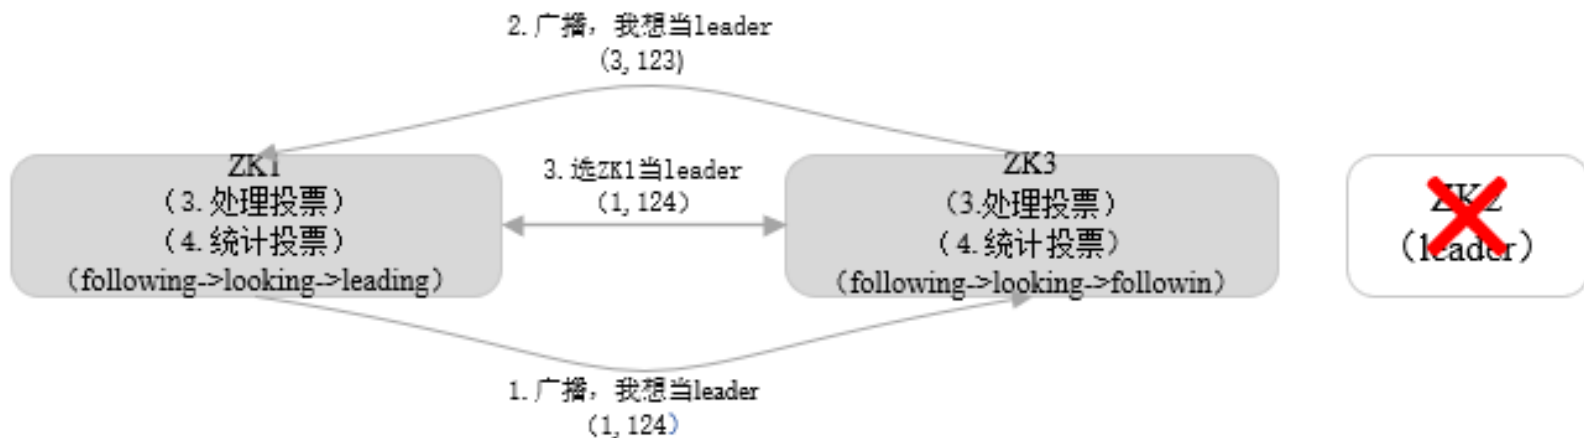 2.广播，我想当leader
(3,123)
ZK1
（3.处理投票）
（4.统计投票）
（following->looking->leading）
3.选ZK1当leader
（1,124）
ZK3
（3.处理投票）
（4.统计投票）
（following->looking->followin）
ZK2
（leader）
1.广播，我想当leader
（1,124）